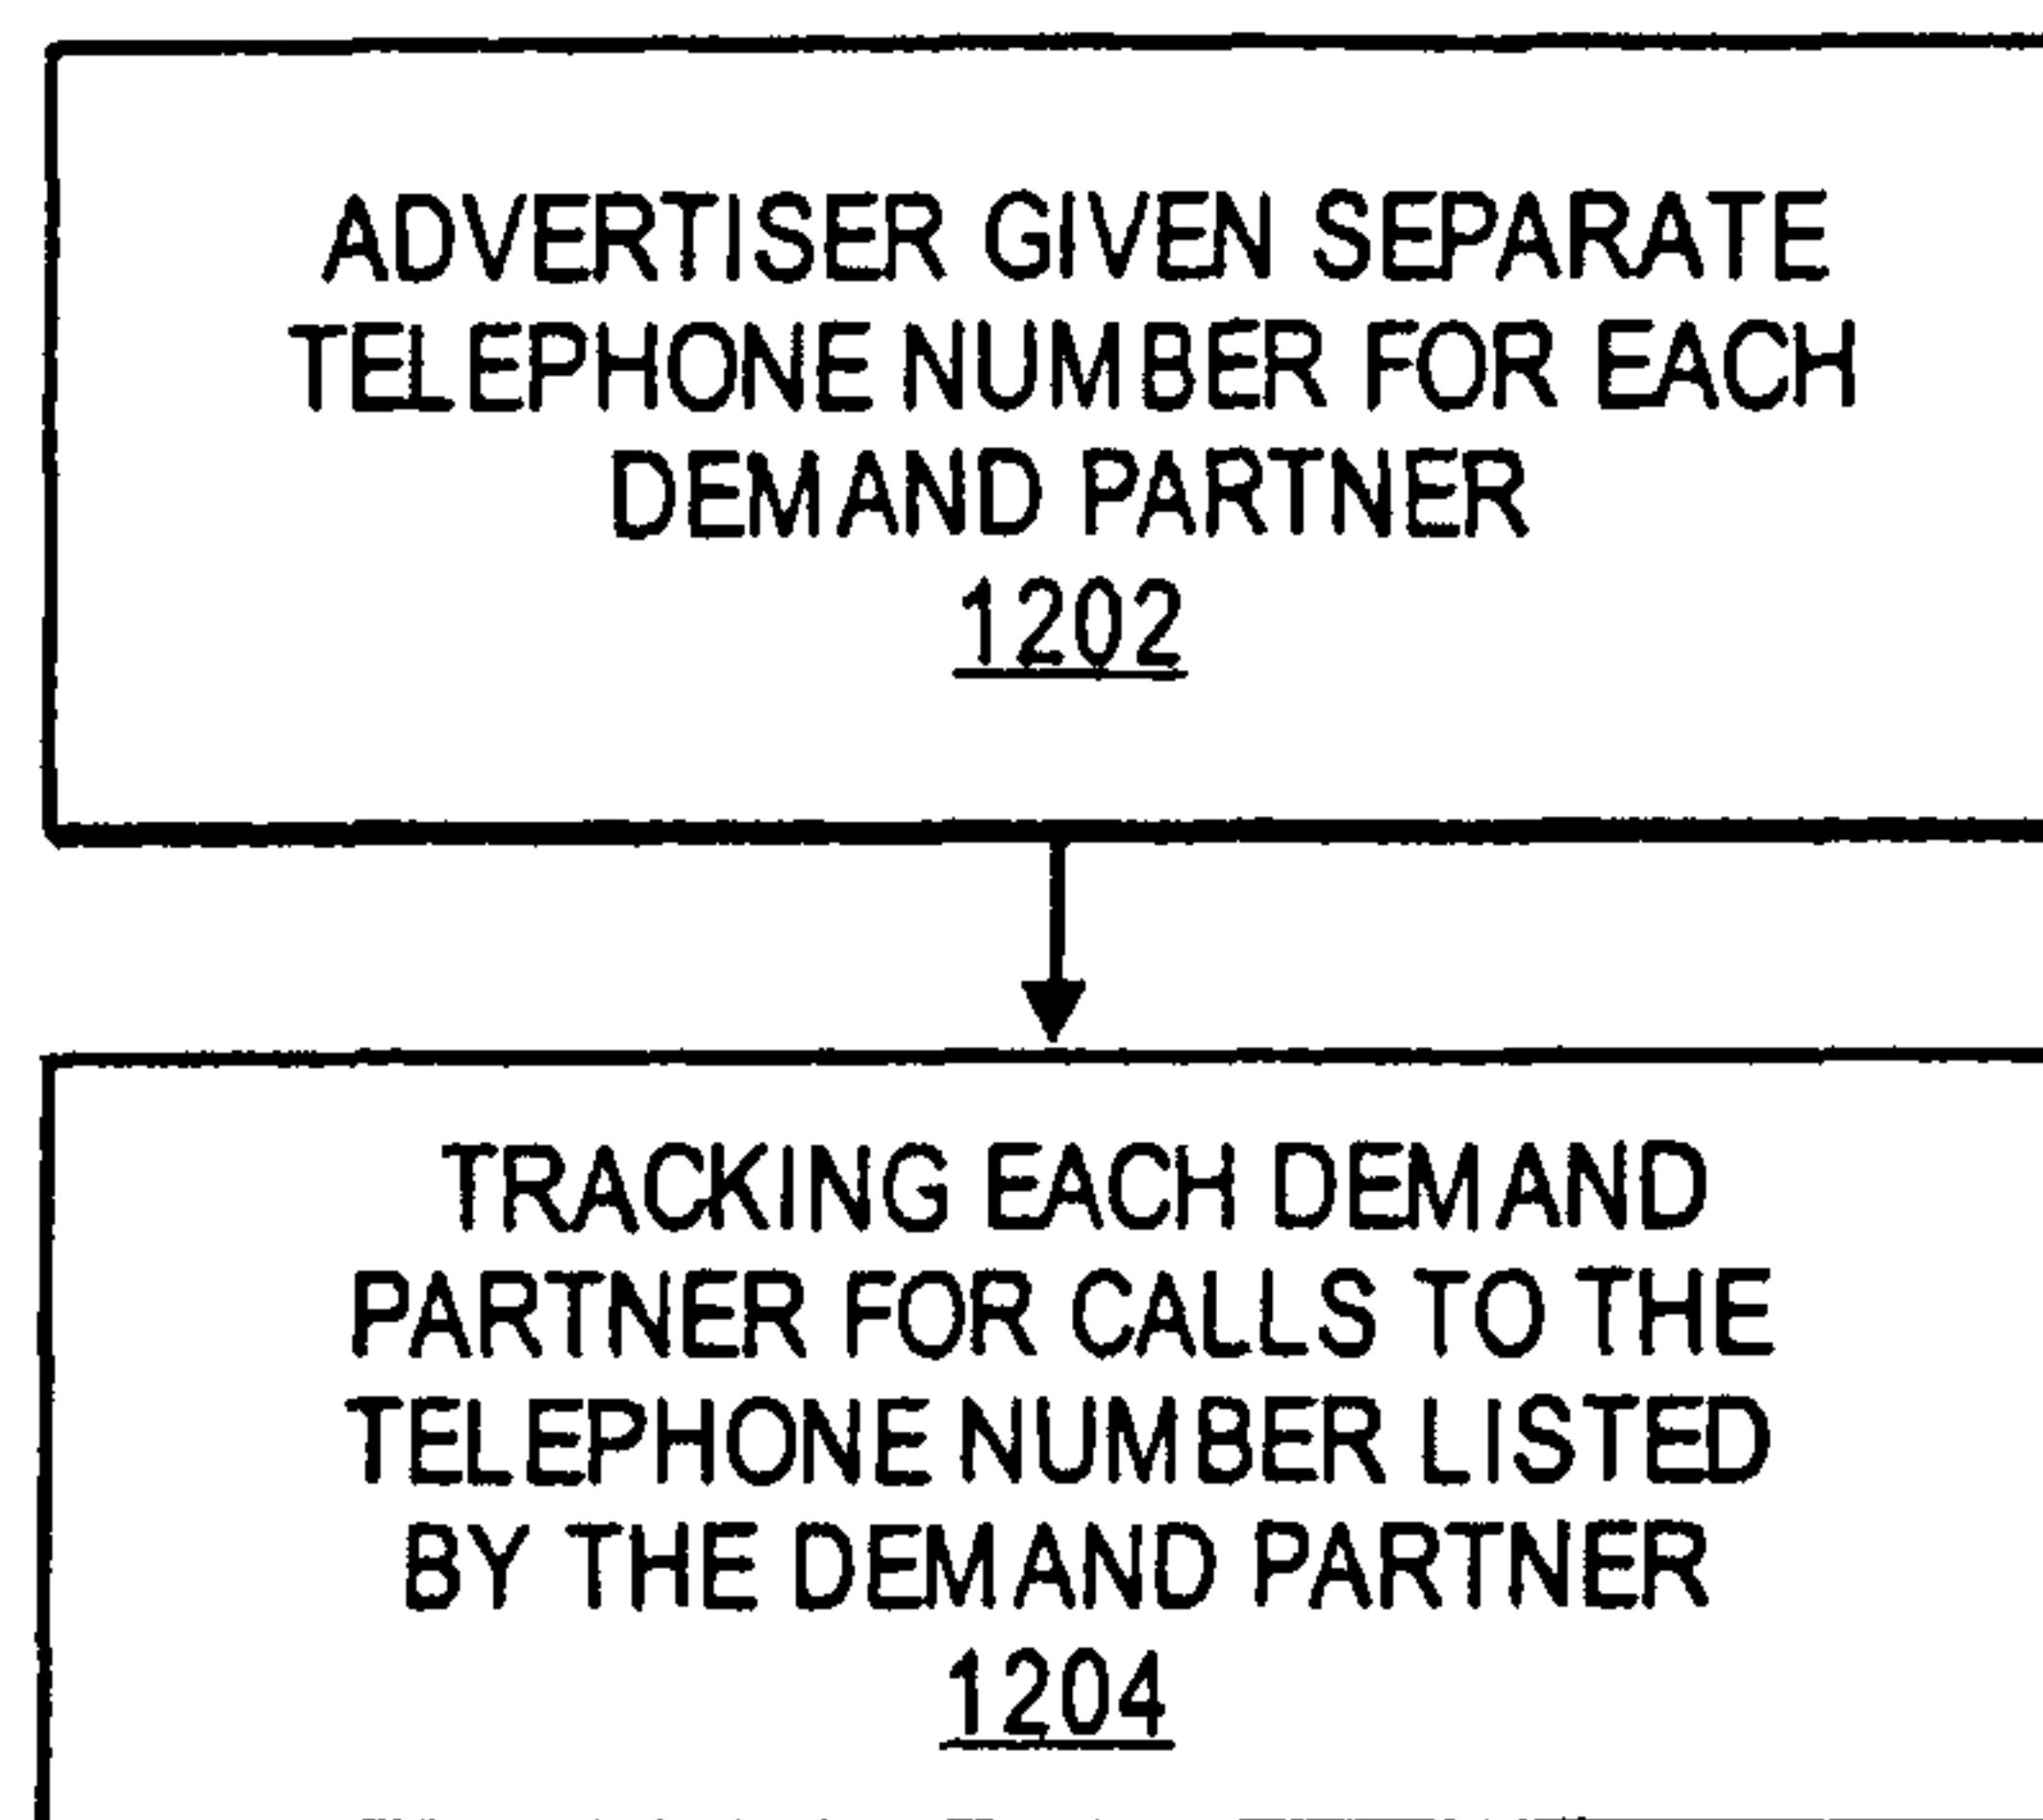 ADVERTISER GIVEN SEPARATE
TELEPHONE NUMBER FOR EACH
DEMAND PARTNER
1202
TRACKING EACH DEMAND
PARTNER FOR CALLS TO THE
TELEPHONE NUMBER LISTED
BY THE DEMAND PARTNER
1204